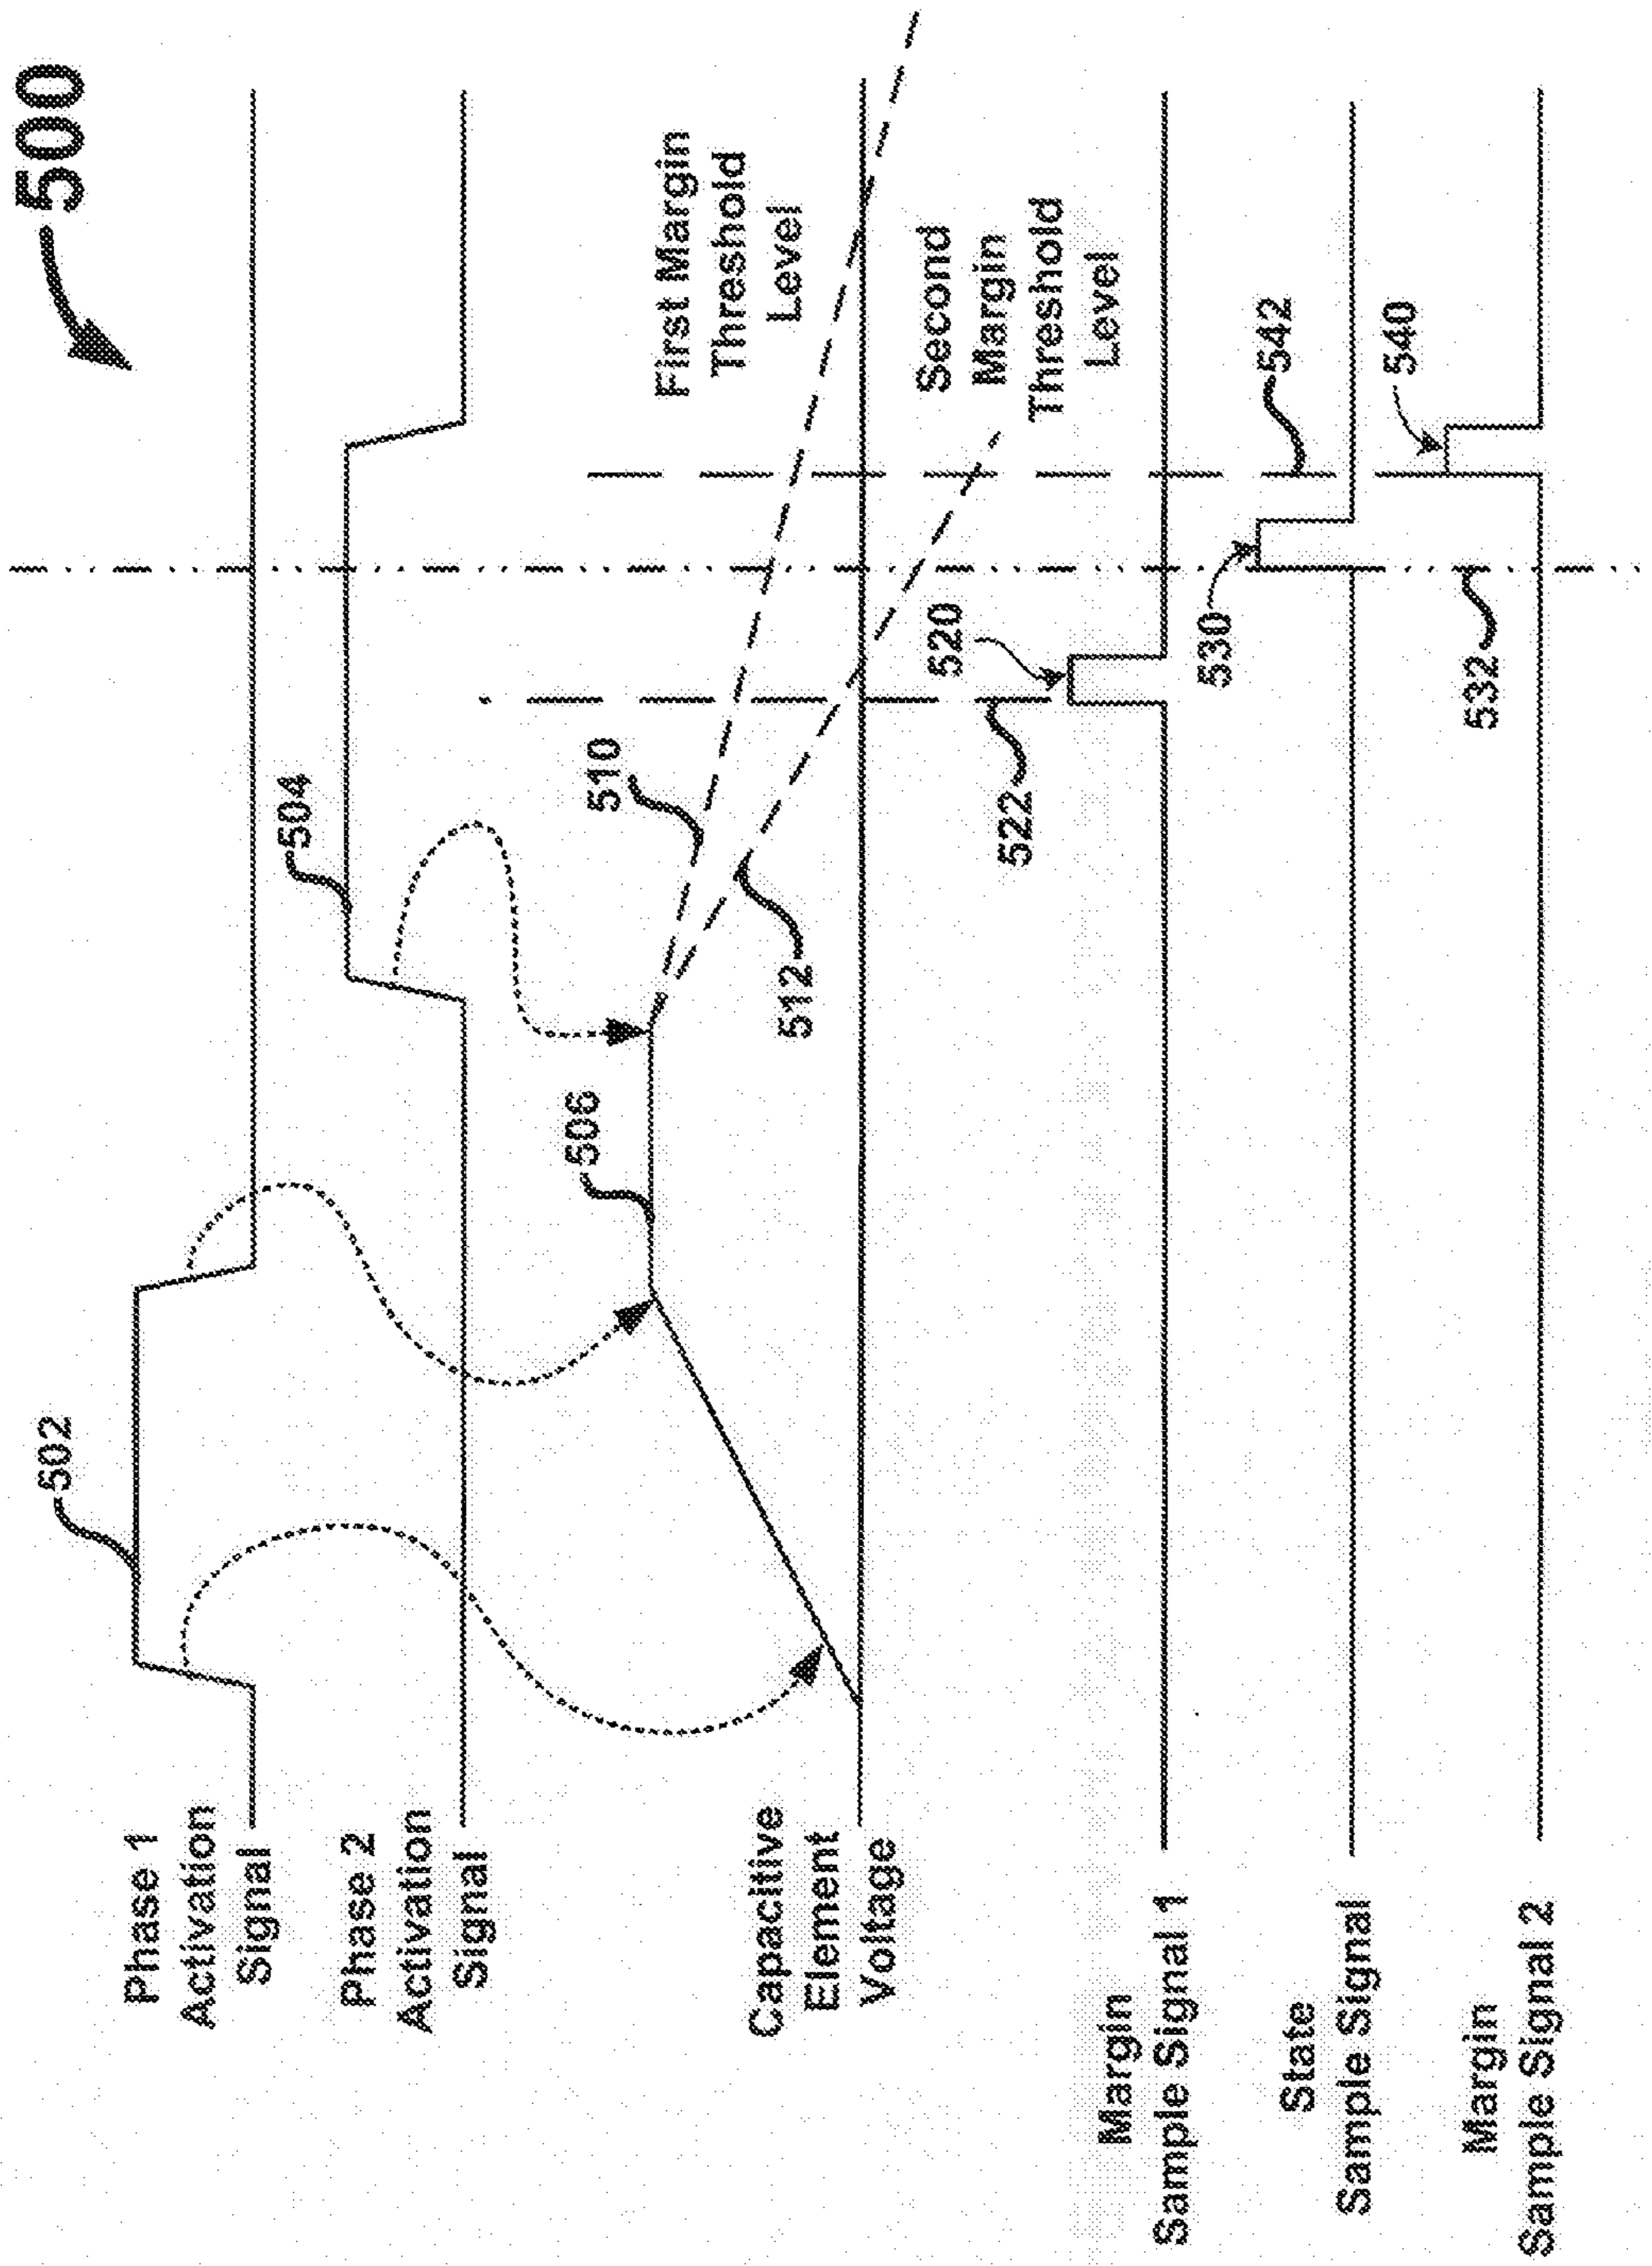 500
502
504
Phase 1
Activation
Signal
Phase 2
Activation
Signal
506
510
512
First Margin
Threshold
Level
Capacitive
Element
Voltage
Second
Margin
Threshold
Level
520
522
Margin
Sample Signal 1
530
542
State
Sample Signal
532
540
Margin
Sample Signal 2